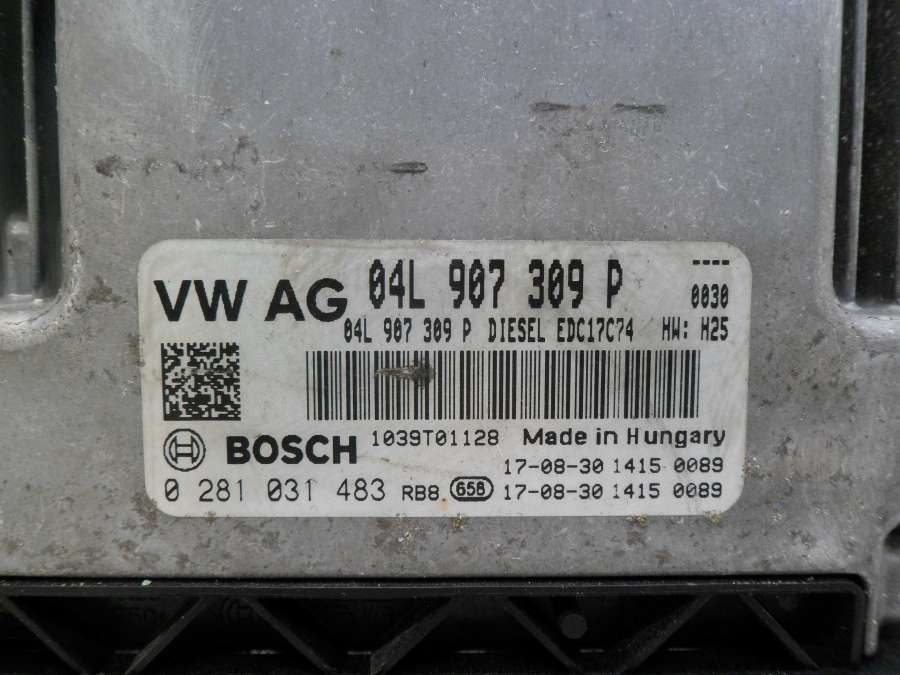 VW AG 04L 907 309 P ----
0030
04L 907 309 P DIESEL EDC17C74 HW: H25
BOSCH 1039T01128 Made in Hungary
17-08-30 1415 0089
0 281 031 483 RB8. 656 17-08-30 1415 0089